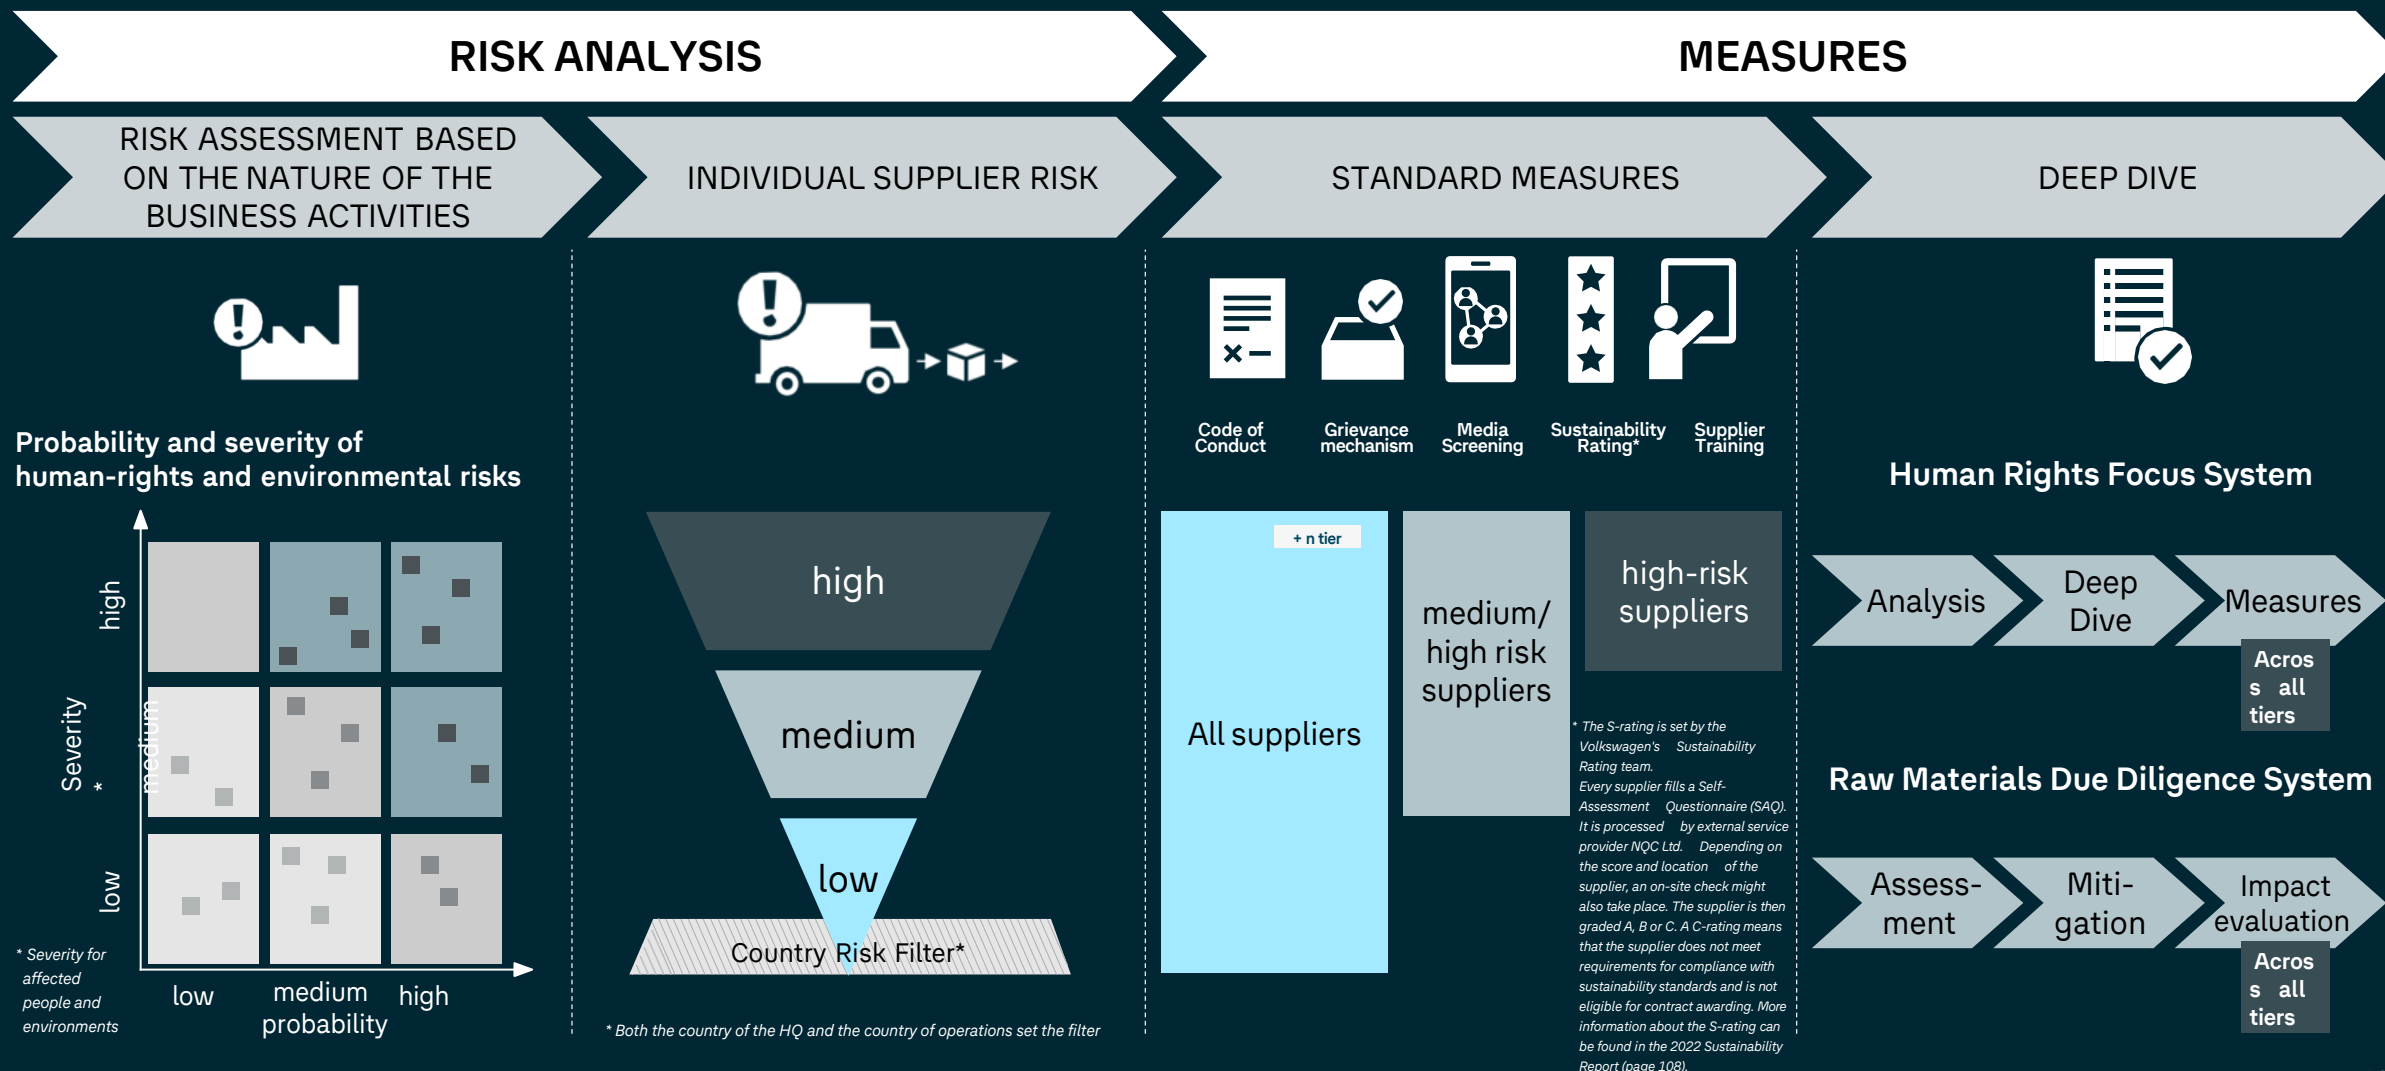 RISK ANALYSIS
MEASURES
RISK ASSESSMENT BASED
ON THE NATURE OF THE
BUSINESS ACTIVITIES
INDIVIDUAL SUPPLIER RISK
STANDARD MEASURES
DEEP DIVE
Probability and severity of
human-rights and environmental risks
high
Severity
*
medium
low
* Severity for
affected
people and
environments
low
medium
high
probability
high
medium
low
Country Risk Filter*
* Both the country of the HQ and the country of operations set the filter
Code of
Conduct
Grievance
mechanism
Media
Screening
Sustainability
Rating*
Supplier
Training
+ n tier
All suppliers
medium/
high risk
suppliers
high-risk
suppliers
* The S-rating is set by the
Volkswagen's Sustainability
Rating team.
Every supplier fills a Self-
Assessment Questionnaire (SAQ).
It is processed by external service
provider NQC Ltd. Depending on
the score and location of the
supplier, an on-site check might
also take place. The supplier is then
graded A, B or C. A C-rating means
that the supplier does not meet
requirements for compliance with
sustainability standards and is not
eligible for contract awarding. More
information about the S-rating can
be found in the 2022 Sustainability
Report (page 108).
Human Rights Focus System
Analysis
Deep
Dive
Measures
Acros
s all
tiers
Raw Materials Due Diligence System
Assess-
ment
Miti-
gation
Impact
evaluation
Acros
s all
tiers